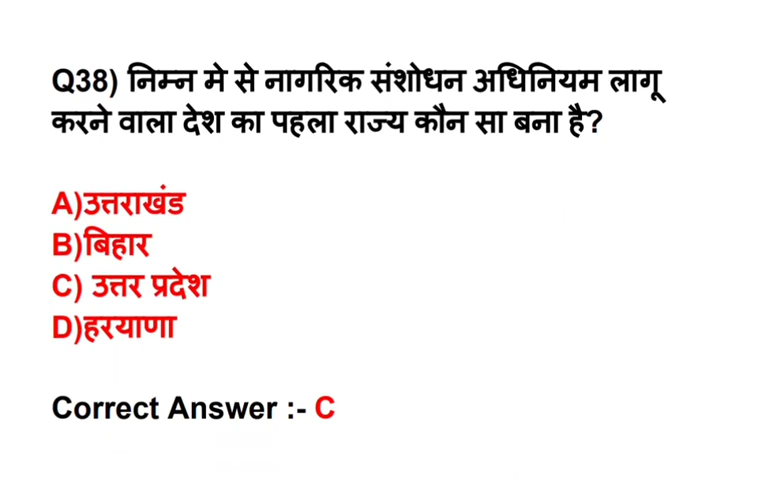 Q38) निम्न मे से नागरिक संशोधन अधिनियम लागू
करने वाला देश का पहला राज्य कौन सा बना है?
A)उत्तराखंड
B)बिहार
C) उत्तर प्रदेश
D)हरयाणा
Correct Answer :- C